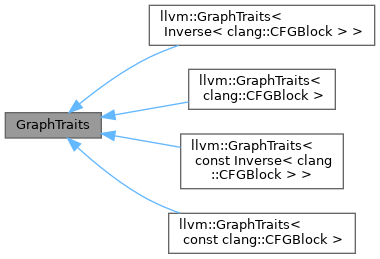 llvm::GraphTraits<
Inverse< clang::CFGBlock > >
llvm::GraphTraits<
clang::CFGBlock >
GraphTraits
llvm::GraphTraits<
const Inverse< clang
::CFGBlock > >
llvm::GraphTraits<
const clang::CFGBlock >